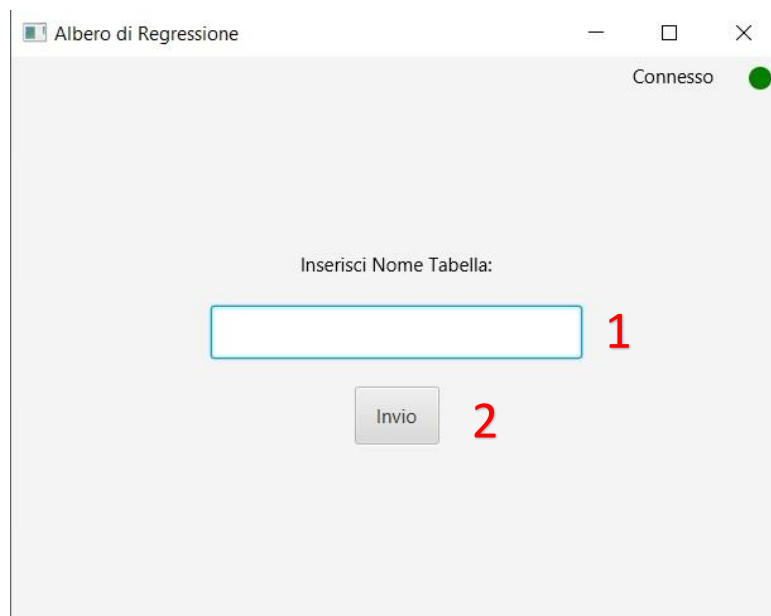 Albero di Regressione
Connesso
Inserisci Nome Tabella:
1
Invio 2